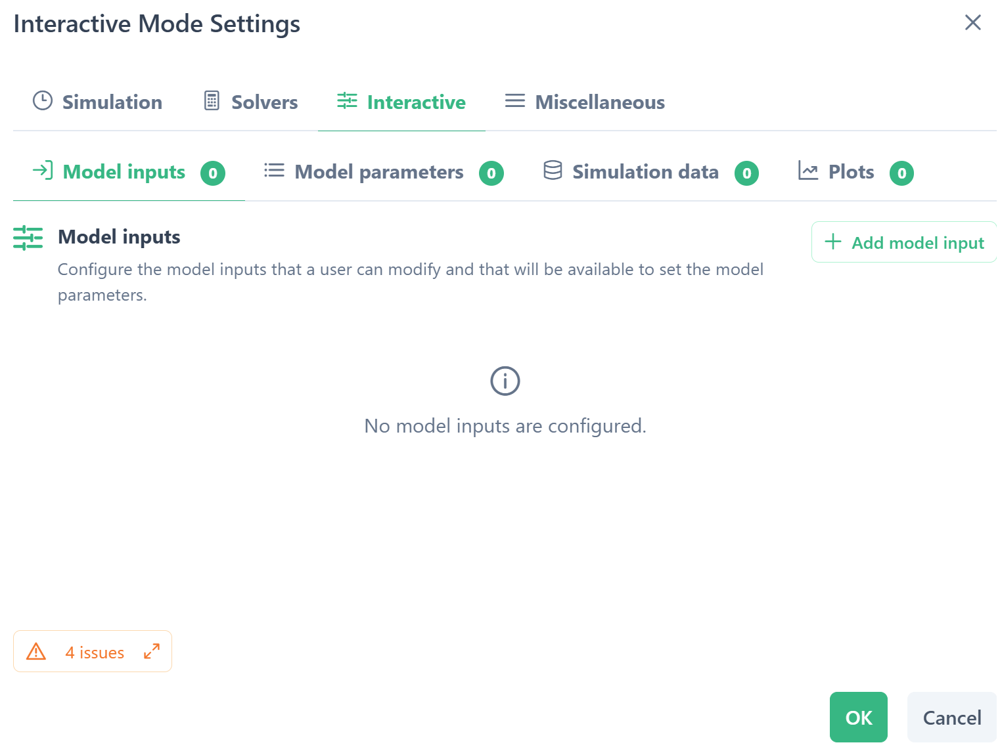 Interactive Mode Settings
Simulation
Solvers
Interactive
Miscellaneous
Model inputs 0
Model parameters 0
Simulation data 0
Plots 0
Model inputs
Add model input
Configure the model inputs that a user can modify and that will be available to set the model
parameters.
No model inputs are configured.
4 issues
OK
Cancel